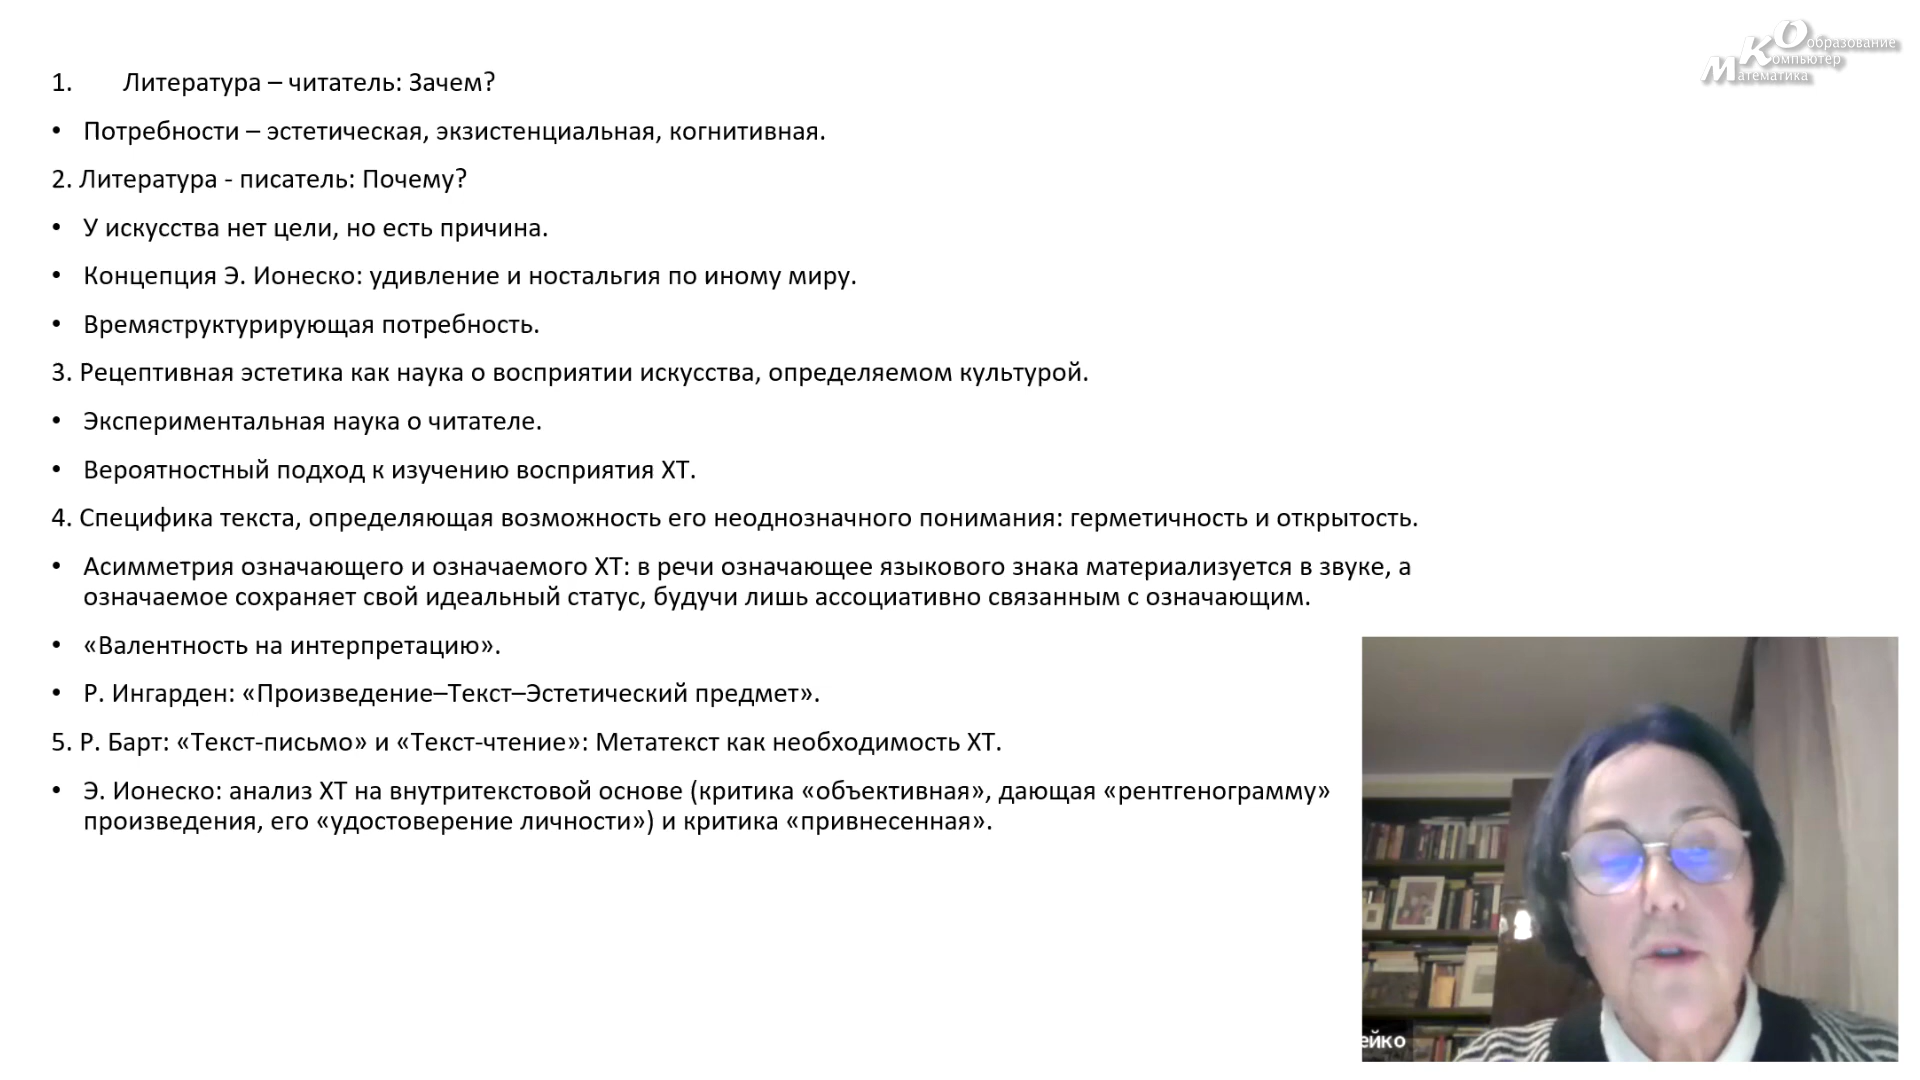 МКО
Математика
Компьютер
Образование
1. Литература – читатель: Зачем?
• Потребности – эстетическая, экзистенциальная, когнитивная.
2. Литература - писатель: Почему?
• У искусства нет цели, но есть причина.
• Концепция Э. Ионеско: удивление и ностальгия по иному миру.
• Времяструктурирующая потребность.
3. Рецептивная эстетика как наука о восприятии искусства, определяемом культурой.
• Экспериментальная наука о читателе.
• Вероятностный подход к изучению восприятия ХТ.
4. Специфика текста, определяющая возможность его неоднозначного понимания: герметичность и открытость.
• Асимметрия означающего и означаемого ХТ: в речи означающее языкового знака материализуется в звуке, а
означаемое сохраняет свой идеальный статус, будучи лишь ассоциативно связанным с означающим.
• «Валентность на интерпретацию».
• Р. Ингарден: «Произведение–Текст–Эстетический предмет».
5. Р. Барт: «Текст-письмо» и «Текст-чтение»: Метатекст как необходимость ХТ.
• Э. Ионеско: анализ ХТ на внутритекстовой основе (критика «объективная», дающая «рентгенограмму»
произведения, его «удостоверение личности») и критика «привнесенная».
ейко